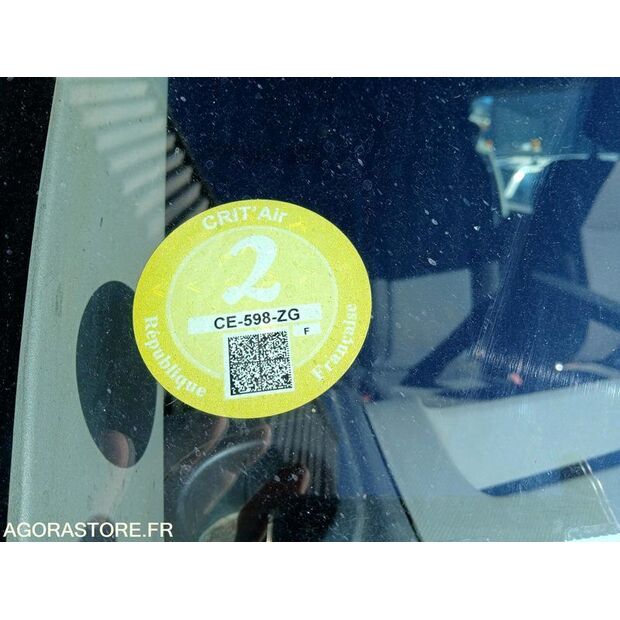 CRIT'Air
2
CE-598-ZG
F
République
Française
AGORASTORE.FR